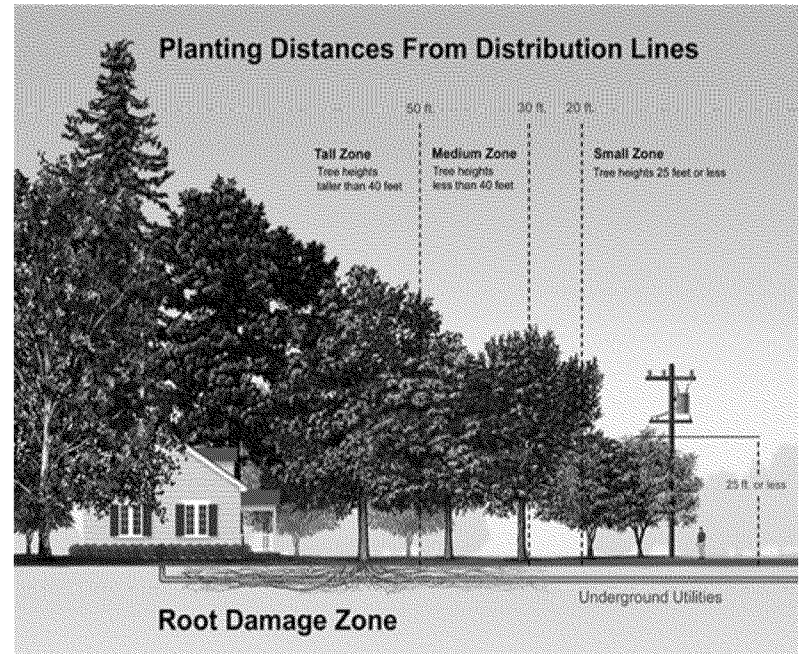 Planting Distances From Distribution Lines
50 ft. 30 ft. 20 ft.
Tall Zone
Tree heights
taller than 40 feet
Medium Zone
Tree heights
less than 40 feet
Small Zone
Tree heights 25 feet or less
25 ft. or less
Underground Utilities
Root Damage Zone